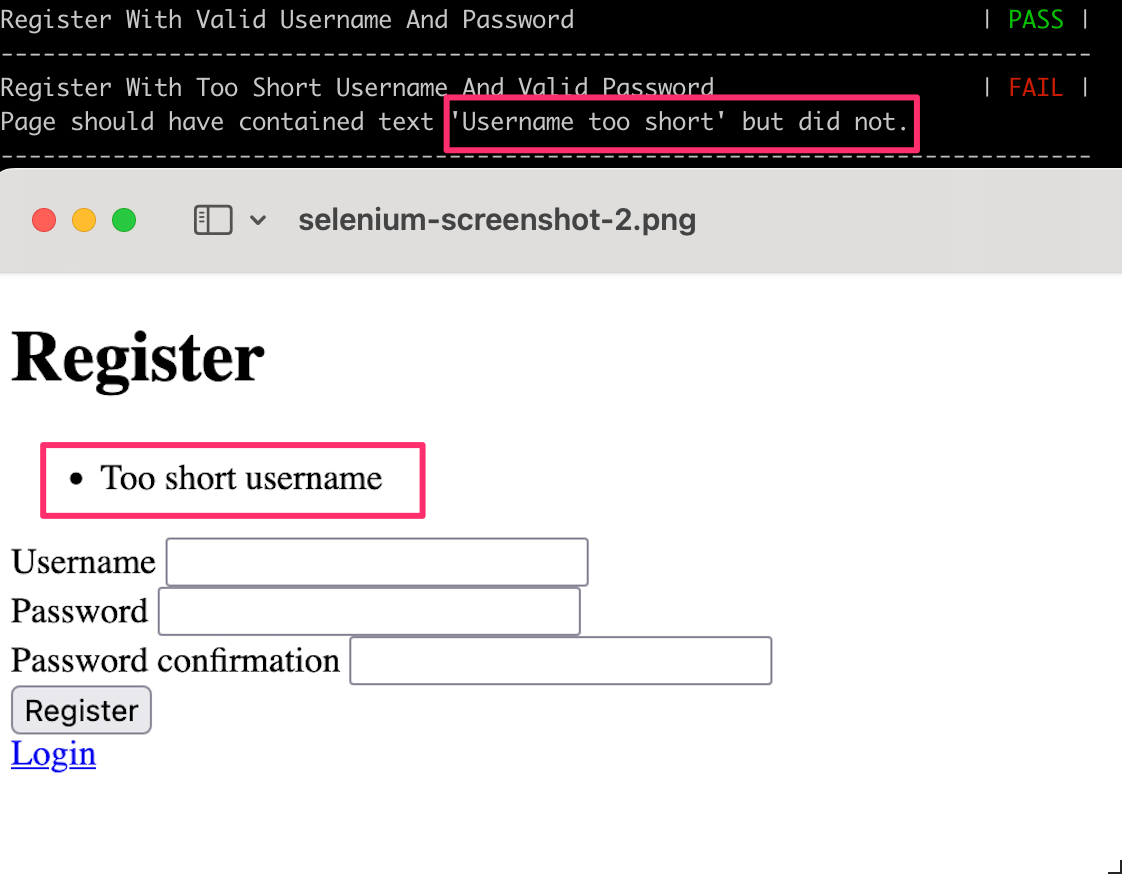 Register With Valid Username And Password | PASS |
------------------------------------------------------------------------------
Register With Too Short Username And Valid Password | FAIL |
Page should have contained text 'Username too short' but did not.
------------------------------------------------------------------------------
selenium-screenshot-2.png
Register
• Too short username
Username
Password
Password confirmation
Register
Login